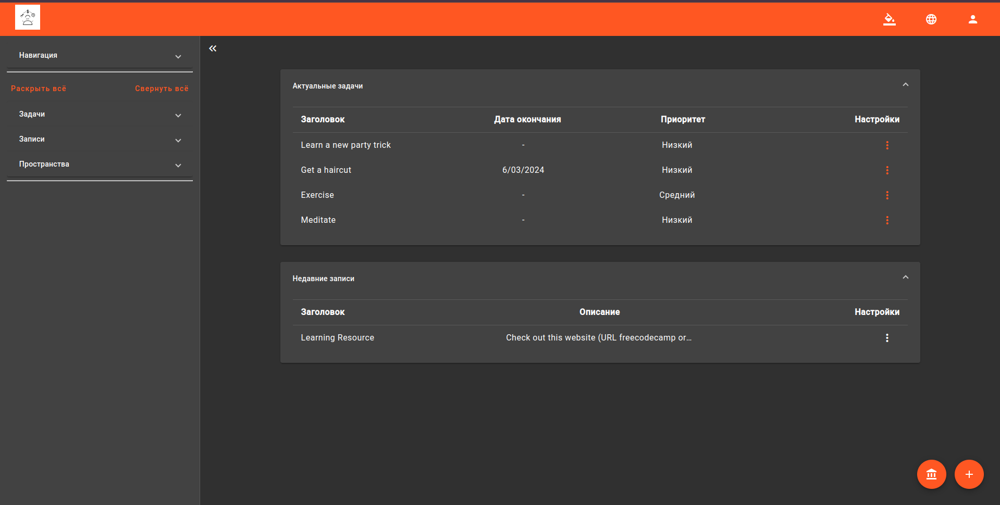 Навигация
Раскрыть всё Свернуть всё
Задачи
Записи
Пространства
Актуальные задачи
Заголовок Дата окончания Приоритет Настройки
Learn a new party trick - Низкий
Get a haircut 6/03/2024 Низкий
Exercise - Средний
Meditate - Низкий
Недавние записи
Заголовок Описание Настройки
Learning Resource Check out this website (URL freecodecamp or…